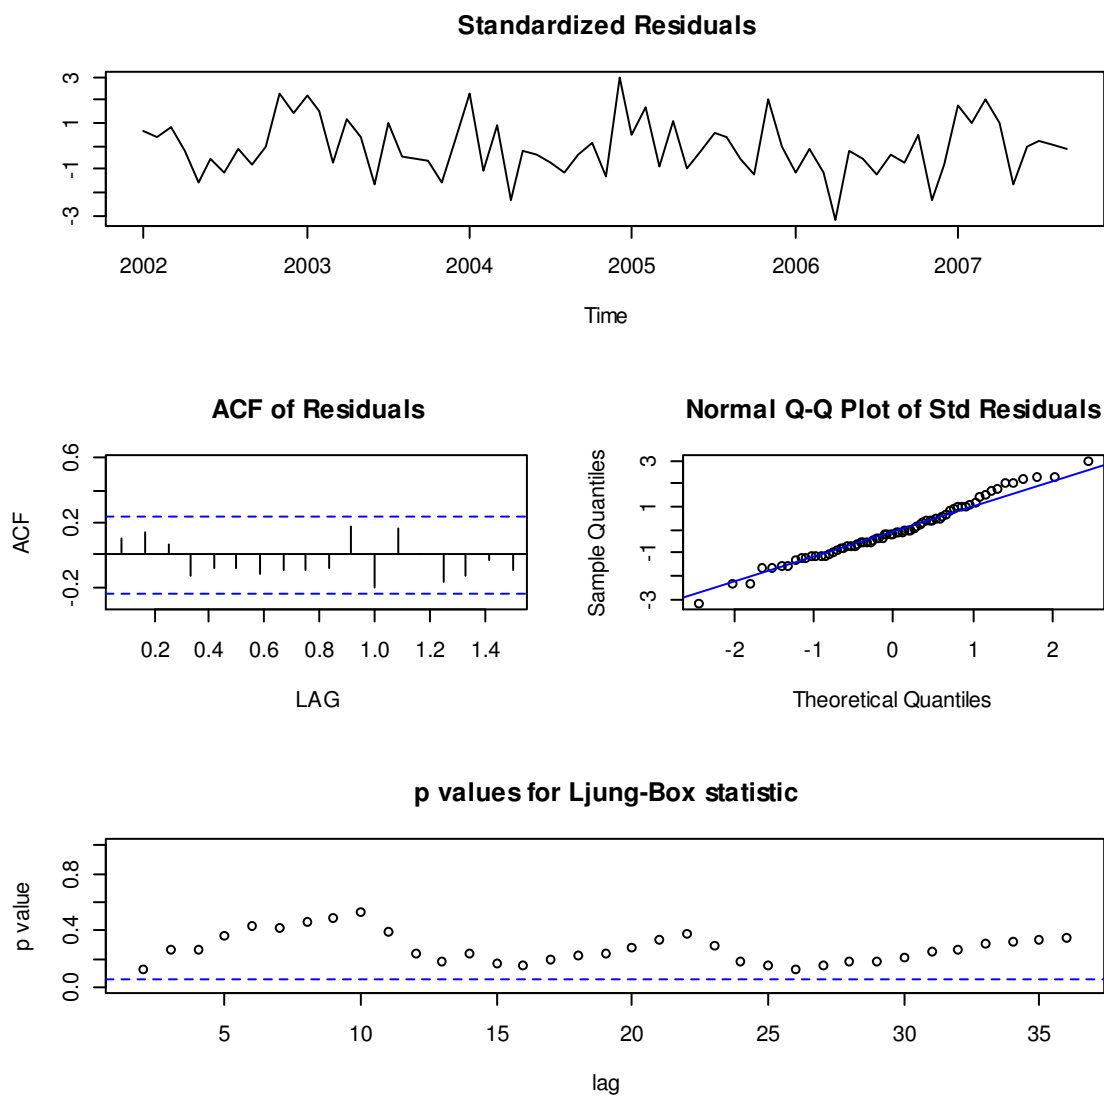 Standardized Residuals
3
1
-1
-3
2002 2003 2004 2005 2006 2007
Time
ACF of Residuals
ACF
0.6
0.2
-0.2
0.2 0.4 0.6 0.8 1.0 1.2 1.4
LAG
Normal Q-Q Plot of Std Residuals
Sample Quantiles
3
1
-1
-3
-2 -1 0 1 2
Theoretical Quantiles
p values for Ljung-Box statistic
p value
0.8
0.4
0.0
5 10 15 20 25 30 35
lag